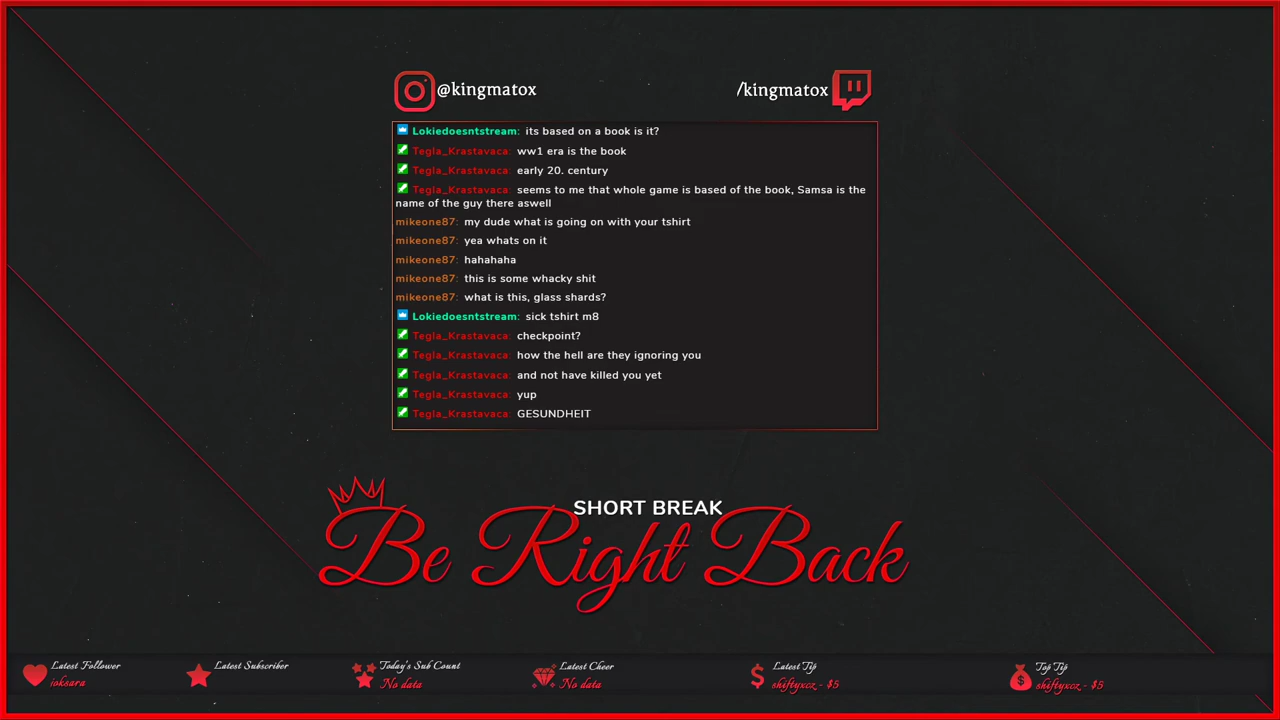 @kingmatox
/kingmatox
Lokiedoesntstream: its based on a book is it?
Tegla_Krastavaca: ww1 era is the book
Tegla_Krastavaca: early 20. century
Tegla_Krastavaca: seems to me that whole game is based of the book, Samsa is the
name of the guy there aswell
mikeone87: my dude what is going on with your tshirt
mikeone87: yea whats on it
mikeone87: hahahaha
mikeone87: this is some whacky shit
mikeone87: what is this, glass shards?
Lokiedoesntstream: sick tshirt m8
Tegla_Krastavaca: checkpoint?
Tegla_Krastavaca: how the hell are they ignoring you
Tegla_Krastavaca: and not have killed you yet
Tegla_Krastavaca: yup
Tegla_Krastavaca: GESUNDHEIT
SHORT BREAK
Be Right Back
Latest Follower
ioksara
Latest Subscriber
Today's Sub Count
No data
Latest Cheer
No data
Latest Tip
shiftyxcz - $5
Top Tip
shiftyxcz - $5